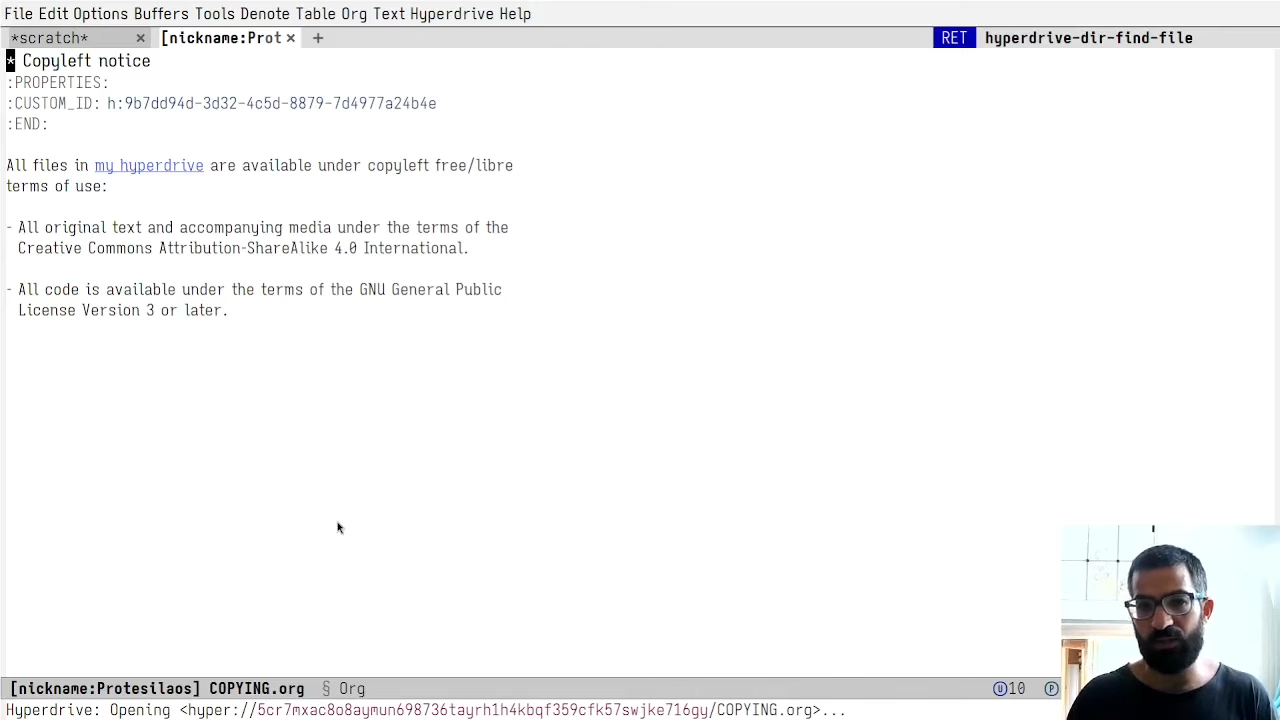 File Edit Options Buffers Tools Denote Table Org Text Hyperdrive Help
*scratch* × [nickname:Prot × + RET hyperdrive-dir-find-file
* Copyleft notice
:PROPERTIES:
:CUSTOM_ID: h:9b7dd94d-3d32-4c5d-8879-7d4977a24b4e
:END:
All files in my hyperdrive are available under copyleft free/libre
terms of use:
- All original text and accompanying media under the terms of the
Creative Commons Attribution-ShareAlike 4.0 International.
- All code is available under the terms of the GNU General Public
License Version 3 or later.
[nickname:Protesilaos] COPYING.org § Org U10 P
Hyperdrive: Opening <hyper://5cr7mxac8o8aymun698736tayrh1h4kbqf359cfk57swjke716gy/COPYING.org>...